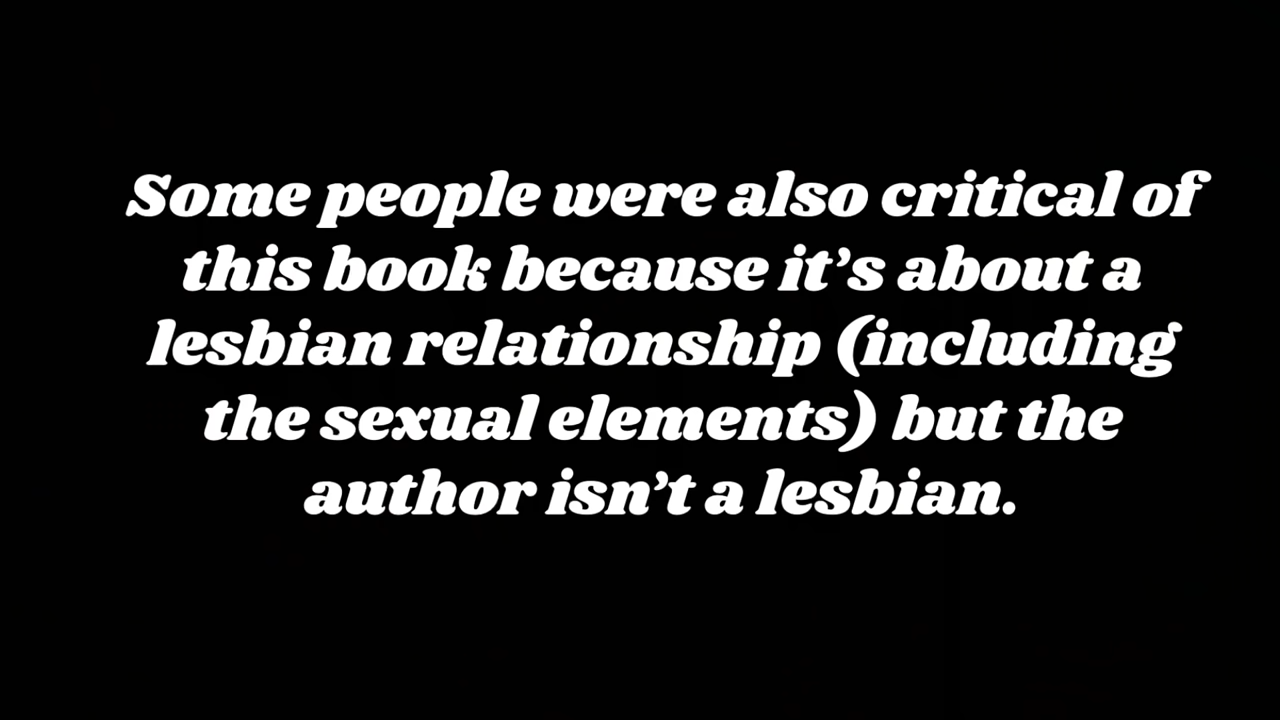 Some people were also critical of
this book because it’s about a
lesbian relationship (including
the sexual elements) but the
author isn’t a lesbian.